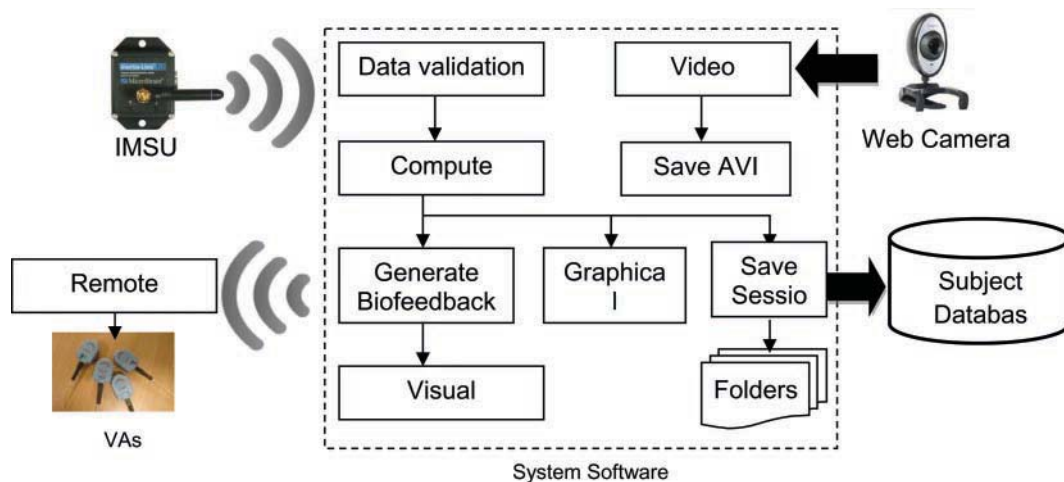 Data validation
Video
IMSU
Web Camera
Compute
Save AVI
Remote
Generate
Biofeedback
Graphica
l
Save
Sessio
Subject
Databas
Visual
Folders
VAs
System Software